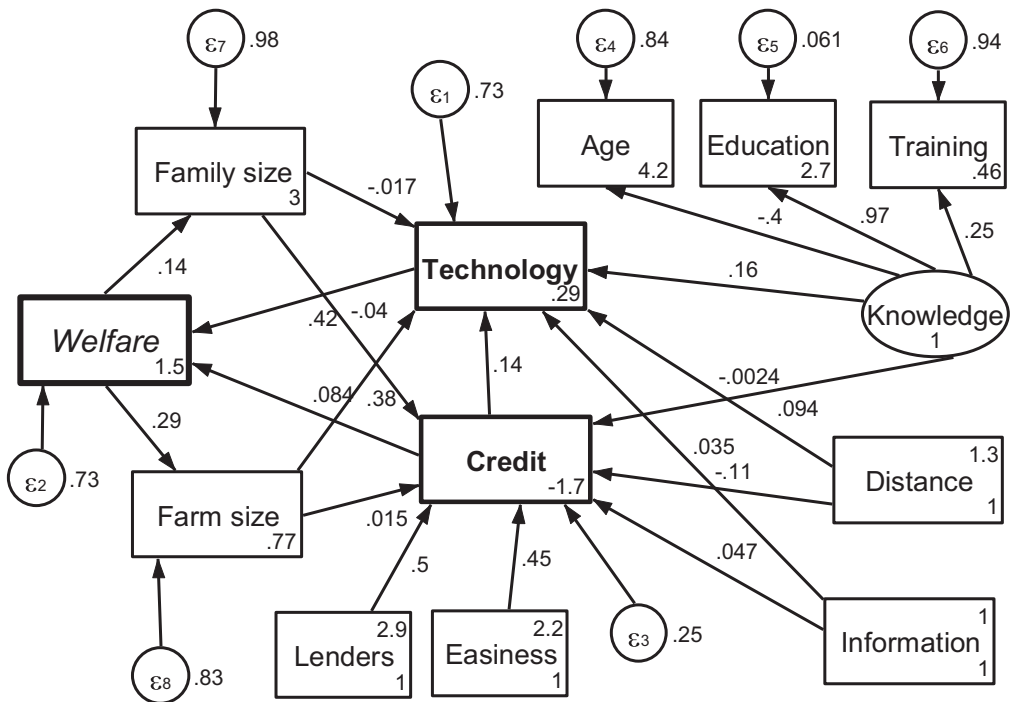 ε7 .98
ε4 .84
ε5 .061
ε6 .94
ε1 .73
Family size
3
Age
4.2
Education
2.7
Training
.46
-.017
-.4
.97
.25
.14
Technology
.29
.16
Knowledge
1
Welfare
1.5
.42
-.04
.14
-.0024
.084
.38
.094
.29
.035
-.11
ε2 .73
Credit
-1.7
1.3
Distance
1
Farm size
.77
.015
.5
.45
.047
2.9
Lenders
1
2.2
Easiness
1
ε3 .25
1
Information
1
ε8 .83